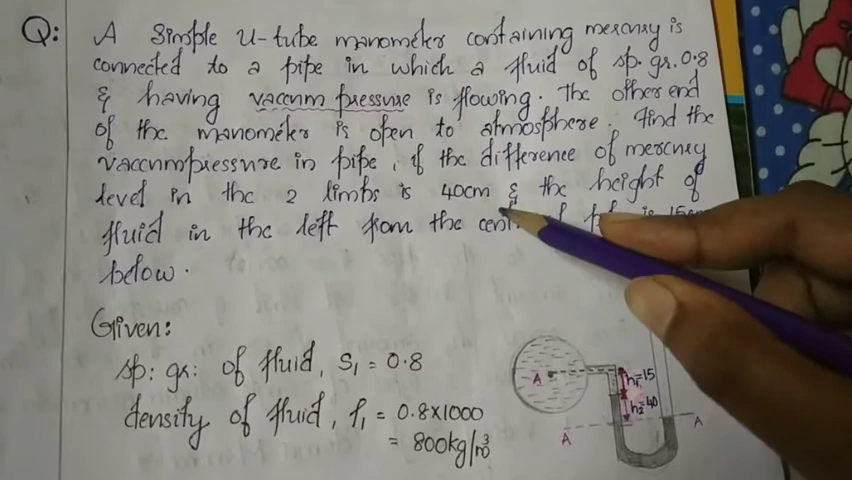 Q: A Simple U-tube manometer containing mercury is
connected to a pipe in which a fluid of sp. gr. 0.8
& having vaccum pressure is flowing. The other end
of the manometer is open to atmosphere. Find the
vaccumpressure in pipe, if the difference of mercury
level in the 2 limbs is 40cm & the height of
fluid in the left from the is 15cm
below.
Given:
sp: gr: of fluid, S1 = 0.8
density of fluid, ρ1 = 0.8x1000
= 800kg/m3
A
h1=15
h2=40
A
A